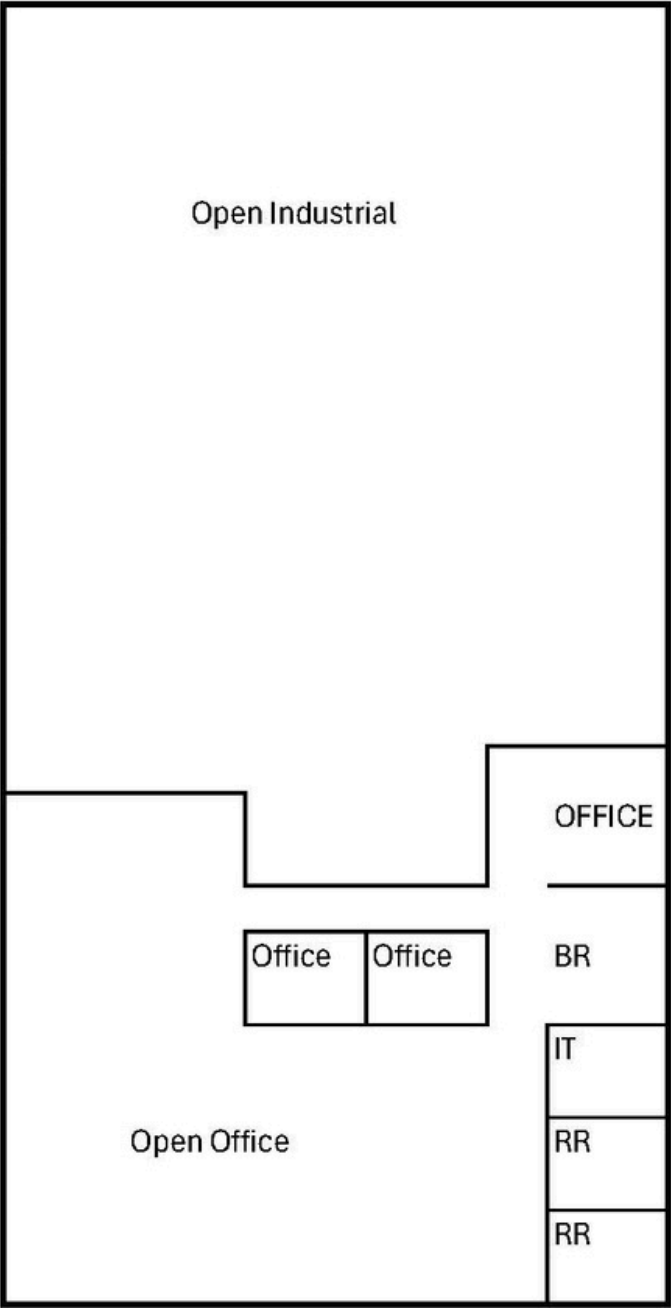 Open Industrial
OFFICE
Office
Office
BR
IT
Open Office
RR
RR